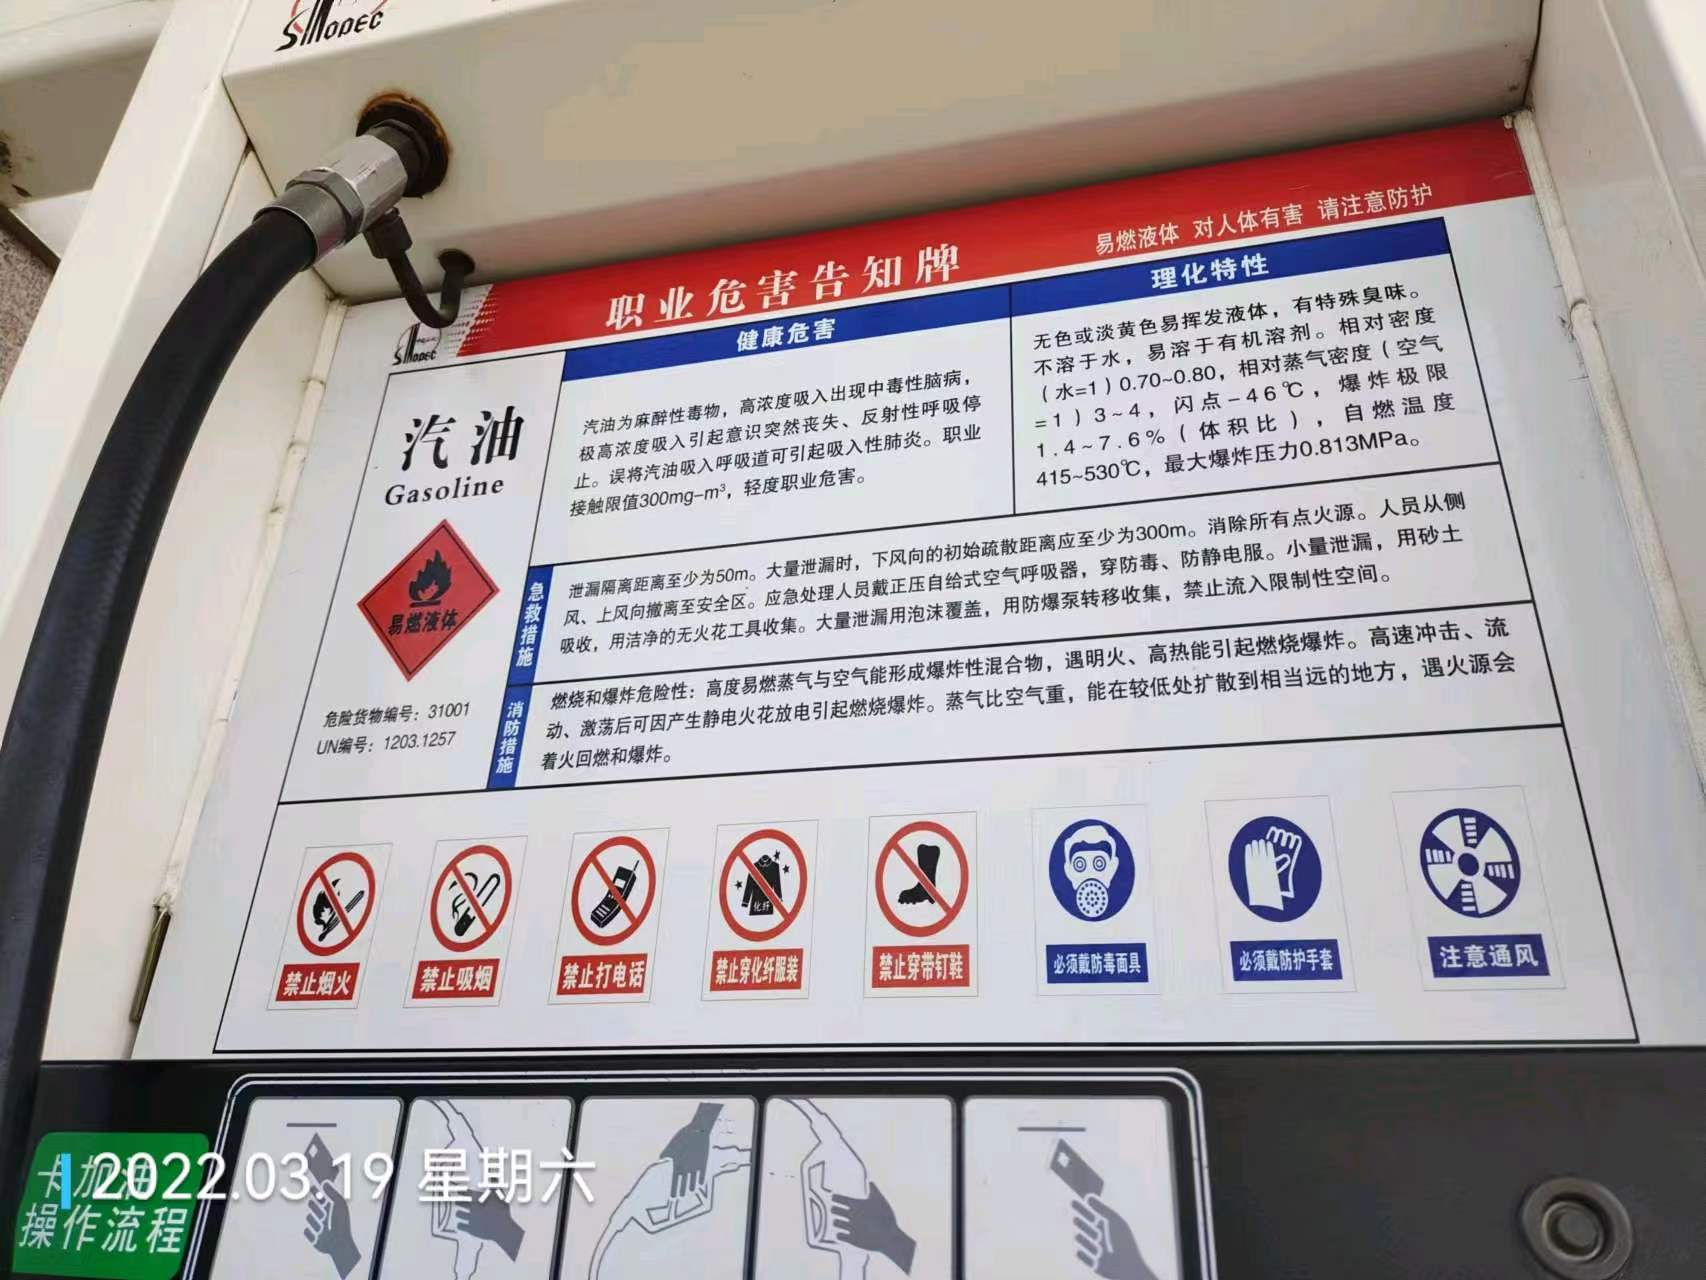 SINOPEC
职业危害告知牌
易燃液体 对人体有害 请注意防护
SINOPEC
汽油
Gasoline
易燃液体
危险货物编号：31001
UN编号：1203.1257
健康危害
汽油为麻醉性毒物，高浓度吸入出现中毒性脑病，
极高浓度吸入引起意识突然丧失、反射性呼吸停
止。误将汽油吸入呼吸道可引起吸入性肺炎。职业
接触限值300mg-m³，轻度职业危害。
理化特性
无色或淡黄色易挥发液体，有特殊臭味。
不溶于水，易溶于有机溶剂。相对密度
（水=1）0.70~0.80，相对蒸气密度（空气
=1）3~4，闪点-46℃，爆炸极限
1.4~7.6%（体积比），自燃温度
415~530℃，最大爆炸压力0.813MPa。
急救措施
泄漏隔离距离至少为50m。大量泄漏时，下风向的初始疏散距离应至少为300m。消除所有点火源。人员从侧
风、上风向撤离至安全区。应急处理人员戴正压自给式空气呼吸器，穿防毒、防静电服。小量泄漏，用砂土
吸收，用洁净的无火花工具收集。大量泄漏用泡沫覆盖，用防爆泵转移收集，禁止流入限制性空间。
消防措施
燃烧和爆炸危险性：高度易燃蒸气与空气能形成爆炸性混合物，遇明火、高热能引起燃烧爆炸。高速冲击、流
动、激荡后可因产生静电火花放电引起燃烧爆炸。蒸气比空气重，能在较低处扩散到相当远的地方，遇火源会
着火回燃和爆炸。
化纤
禁止烟火
禁止吸烟
禁止打电话
禁止穿化纤服装
禁止穿带钉鞋
必须戴防毒面具
必须戴防护手套
注意通风
卡加油
操作流程
2022.03.19 星期六